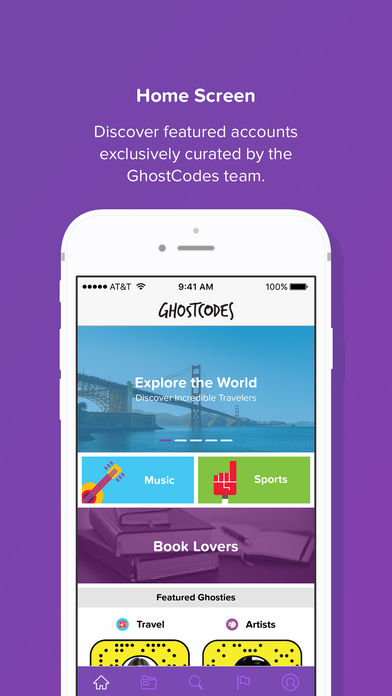 Home Screen
Discover featured accounts
exclusively curated by the
GhostCodes team.
AT&T 9:41 AM 100%
GHOSTCODES
Explore the World
Discover Incredible Travelers
Music Sports
Book Lovers
Featured Ghosties
Travel Artists